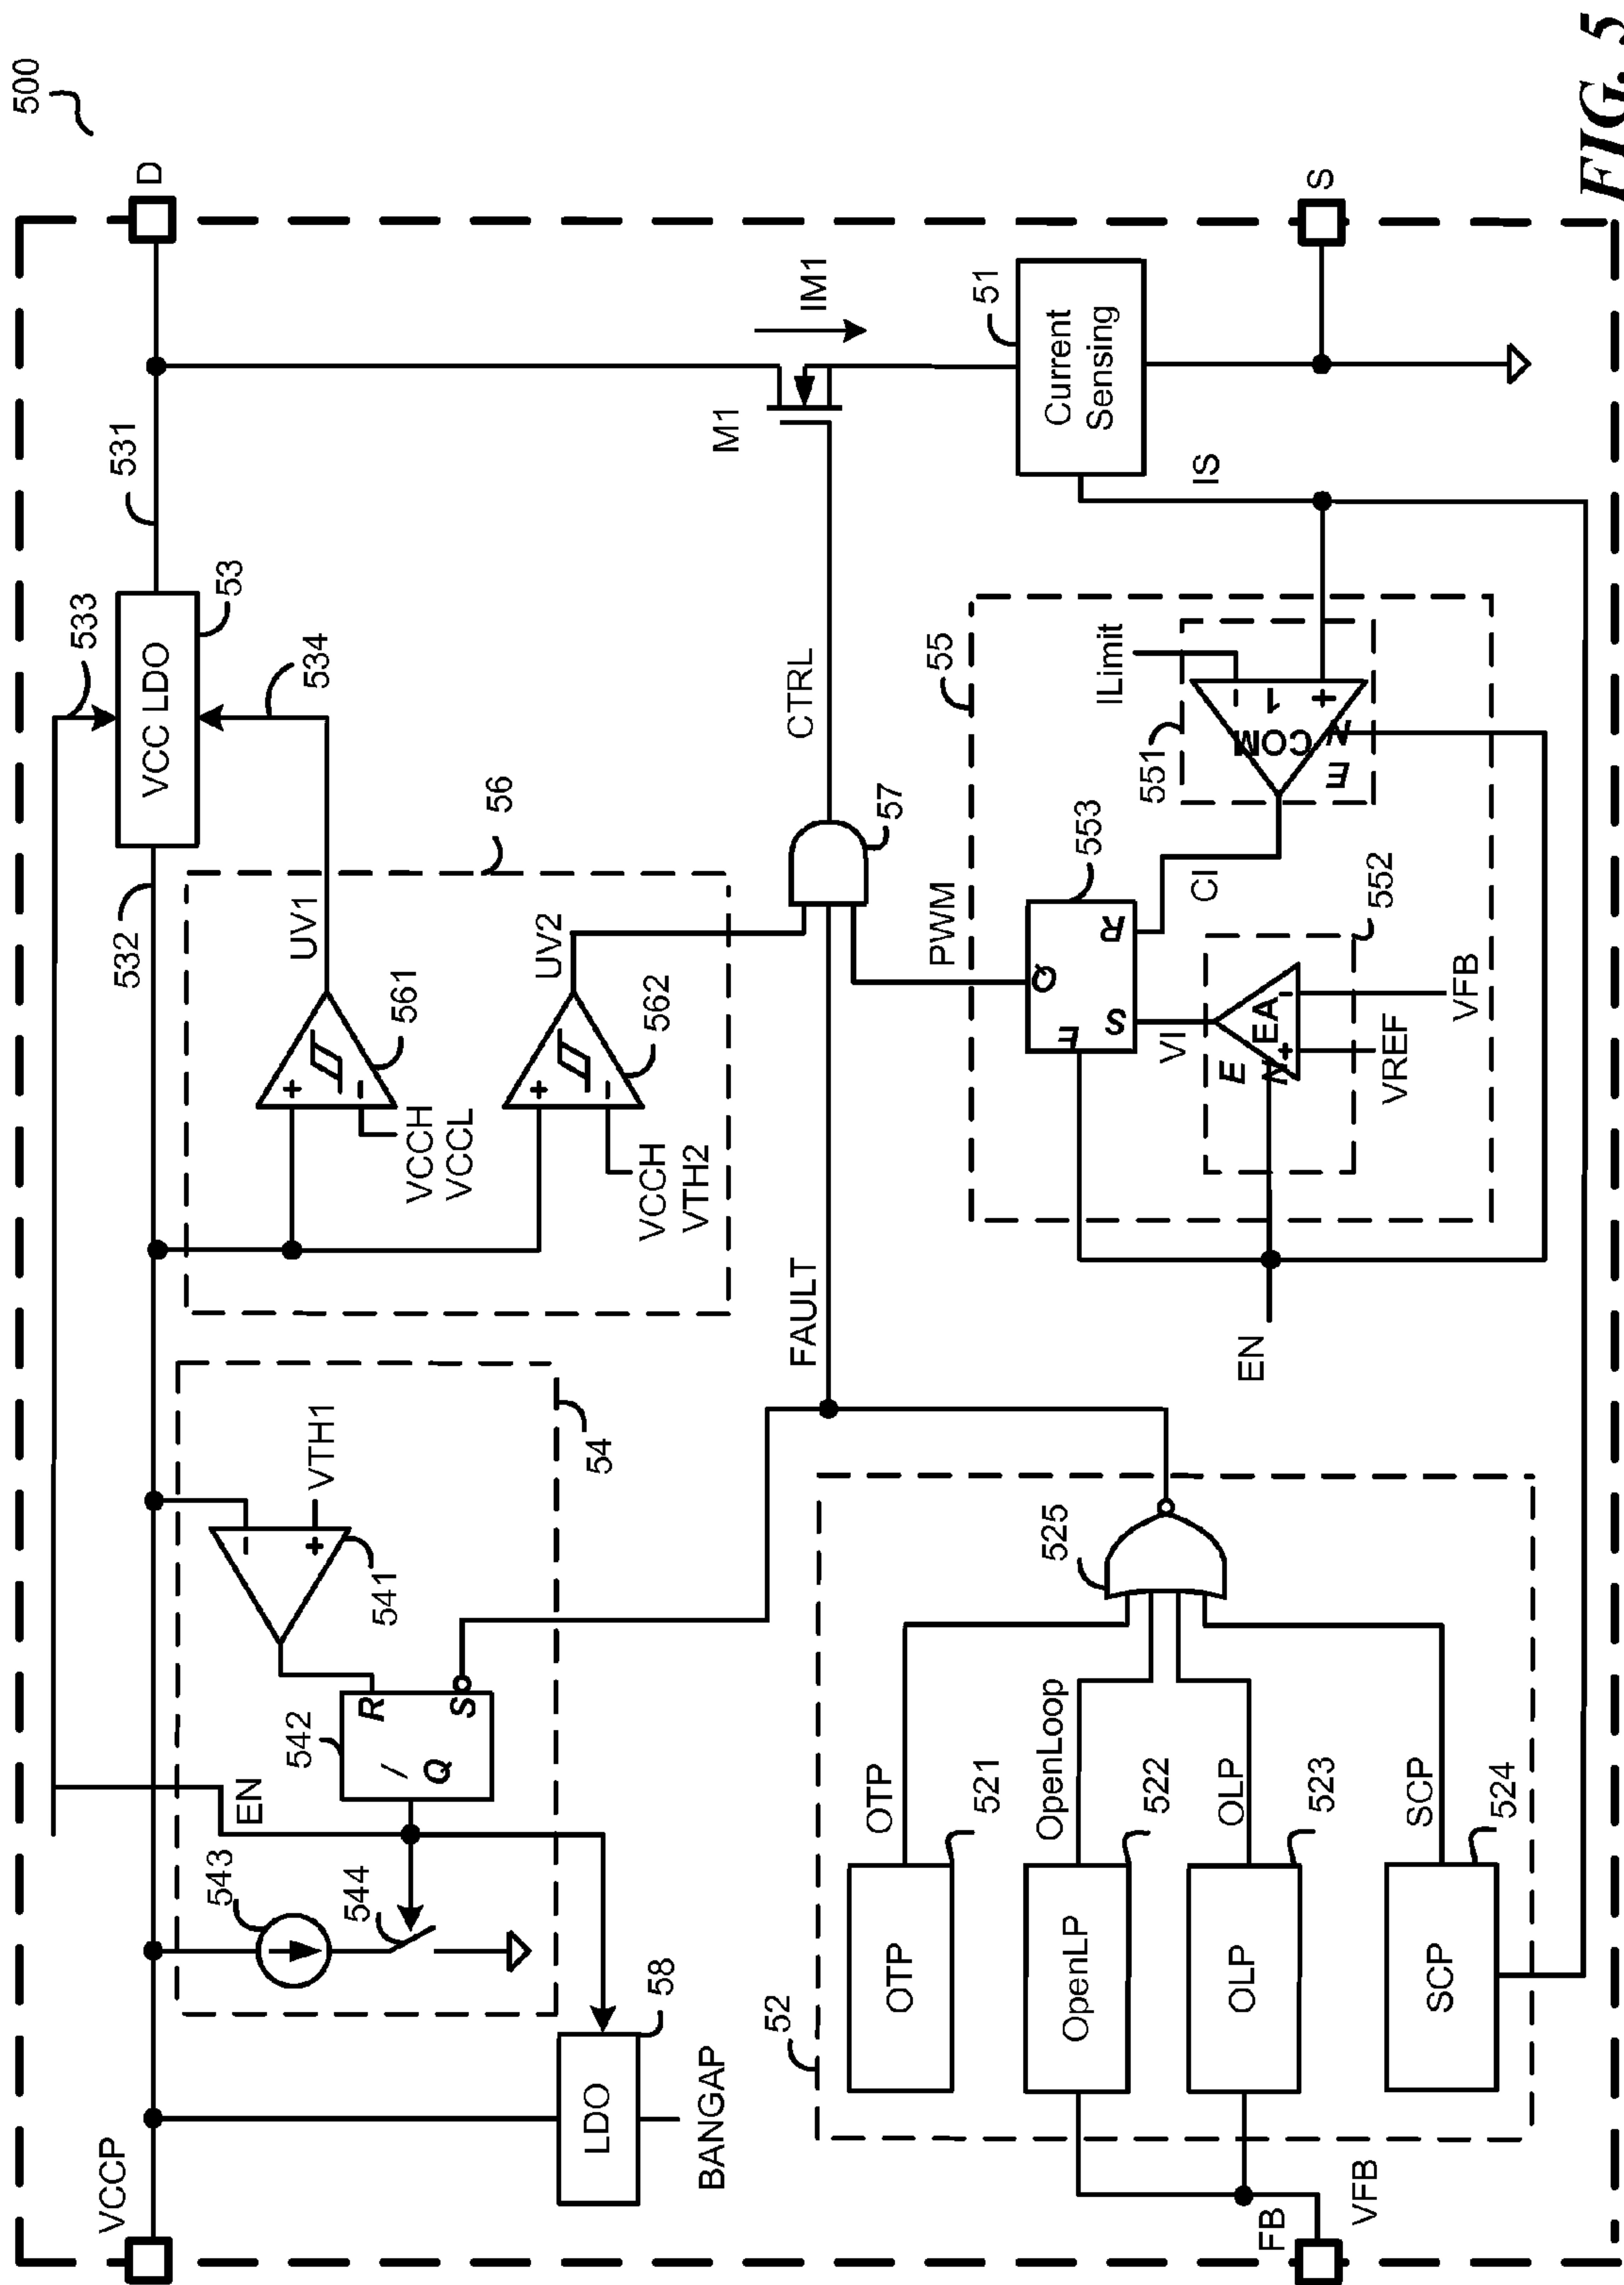 500
VCCP
D
533
VCC LDO
53
531
532
534
543
EN
544
542
R
S
/
Q
541
-
+
VTH1
54
58
LDO
BANGAP
UV1
+
-
561
VCCH
VCCL
UV2
+
-
562
VCCH
VTH2
56
M1
IM1
51
Current
Sensing
S
IS
CTRL
57
FAULT
PWM
52
OTP
OTP
521
OpenLP
OpenLoop
522
OLP
OLP
523
SCP
SCP
524
525
FB
VFB
55
EN
553
E
Q
S
R
VI
CI
E
N
EA
+
-
552
VREF
VFB
551
ILimit
-
+
COM
1
E
N
FIG. 5